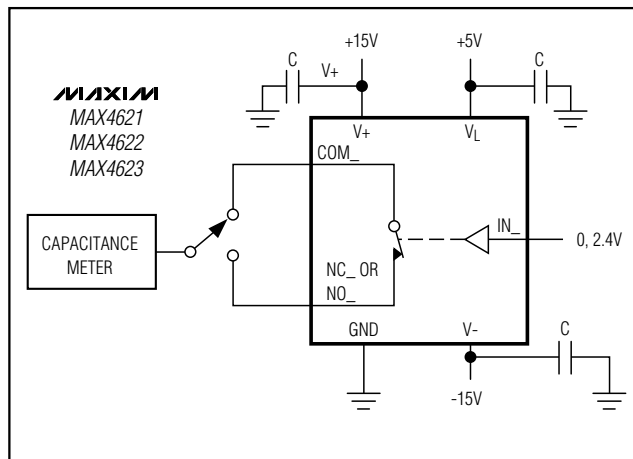 +15V
+5V
C
V+
C
MAXIM
MAX4621
MAX4622
MAX4623
V+
VL
COM_
IN_
0, 2.4V
CAPACITANCE
METER
NC_ OR
NO_
GND
V-
C
-15V